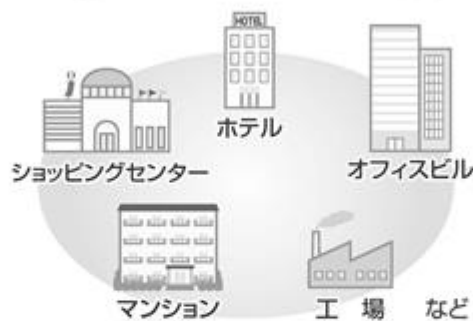 HOTEL
ホテル
ショッピングセンター
オフィスビル
マンション
工 場 など